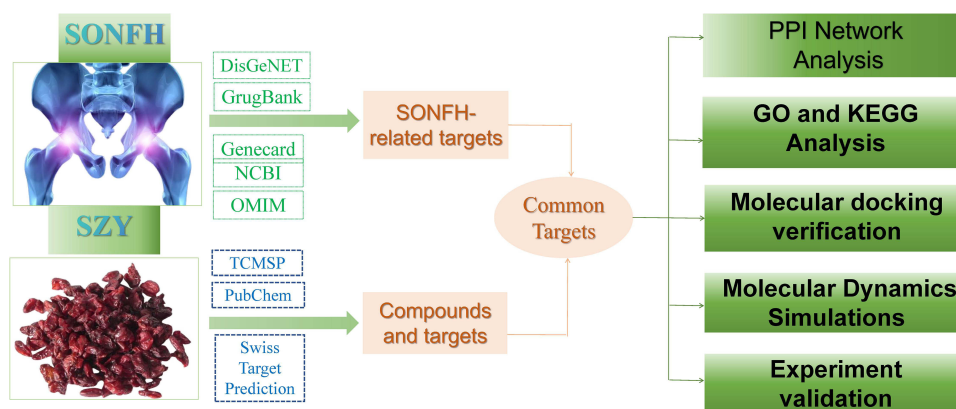 SONFH
DisGeNET
GrugBank
Genecard
NCBI
OMIM
SONFH-
related targets
SZY
TCMSP
PubChem
Swiss
Target
Prediction
Compounds
and targets
Common
Targets
PPI Network
Analysis
GO and KEGG
Analysis
Molecular docking
verification
Molecular Dynamics
Simulations
Experiment
validation